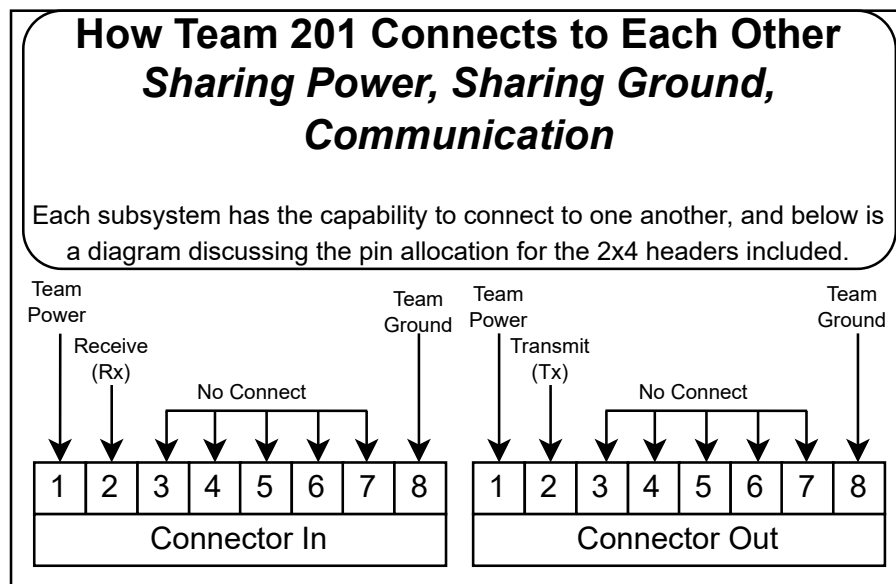 How Team 201 Connects to Each Other
Sharing Power, Sharing Ground,
Communication
Each subsystem has the capability to connect to one another, and below is
a diagram discussing the pin allocation for the 2x4 headers included.
Team
Power
Receive
(Rx)
No Connect
Team
Ground
1 2 3 4 5 6 7 8
Connector In
Team
Power
Transmit
(Tx)
No Connect
Team
Ground
1 2 3 4 5 6 7 8
Connector Out